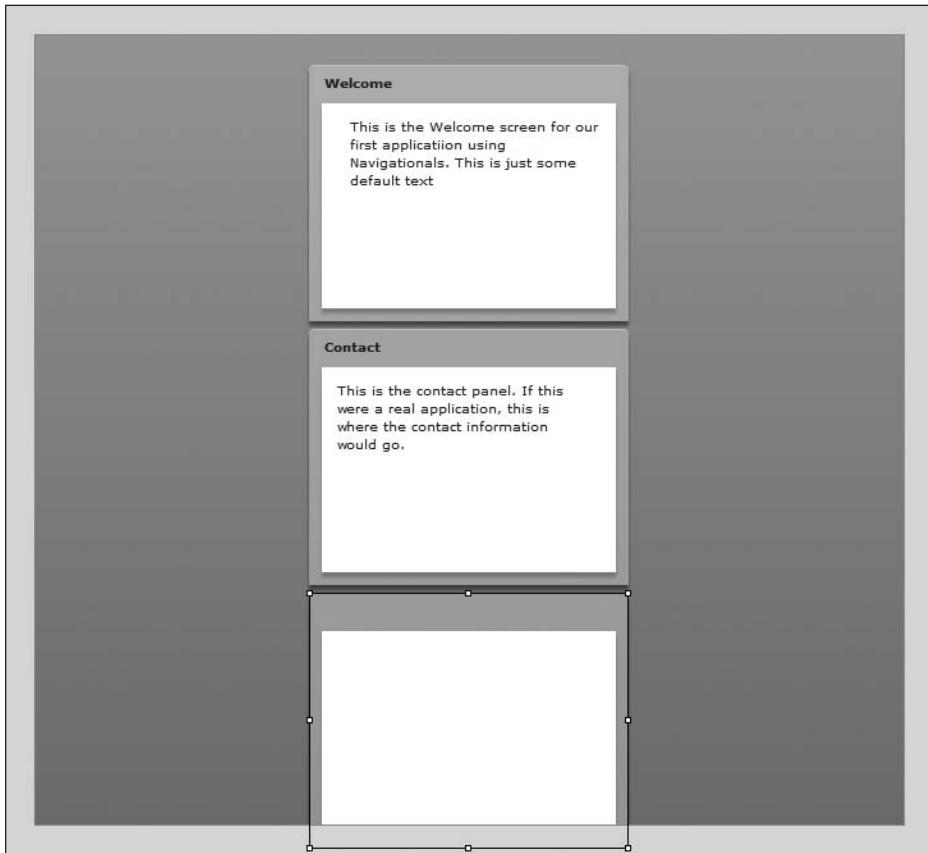 Welcome
This is the Welcome screen for our
first applicatiion using
Navigationals. This is just some
default text
Contact
This is the contact panel. If this
were a real application, this is
where the contact information
would go.